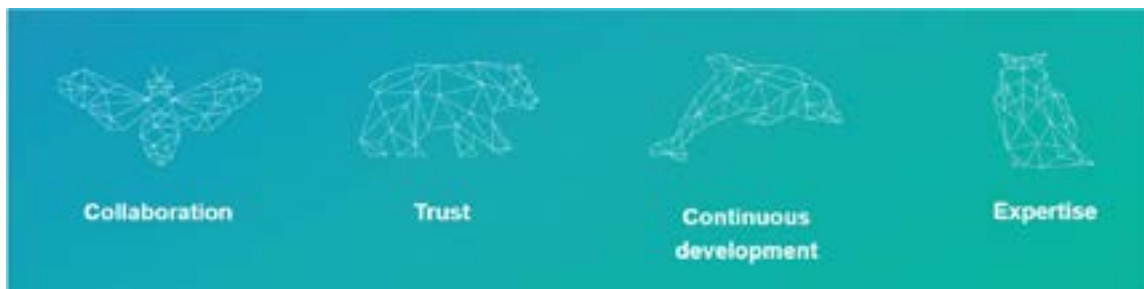 Collaboration
Trust
Continuous
development
Expertise